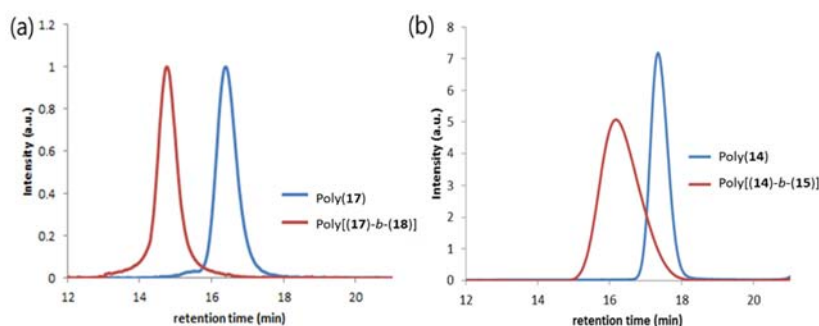 (a)
1.2
1
0.8
0.6
0.4
0.2
0
Intensity (a.u.)
12 14 16 18 20
retention time (min)
Poly(17)
Poly[(17)-b-(18)]
(b)
8
7
6
5
4
3
2
1
0
Intensity (a.u.)
12 14 16 18 20
retention time (min)
Poly(14)
Poly[(14)-b-(15)]